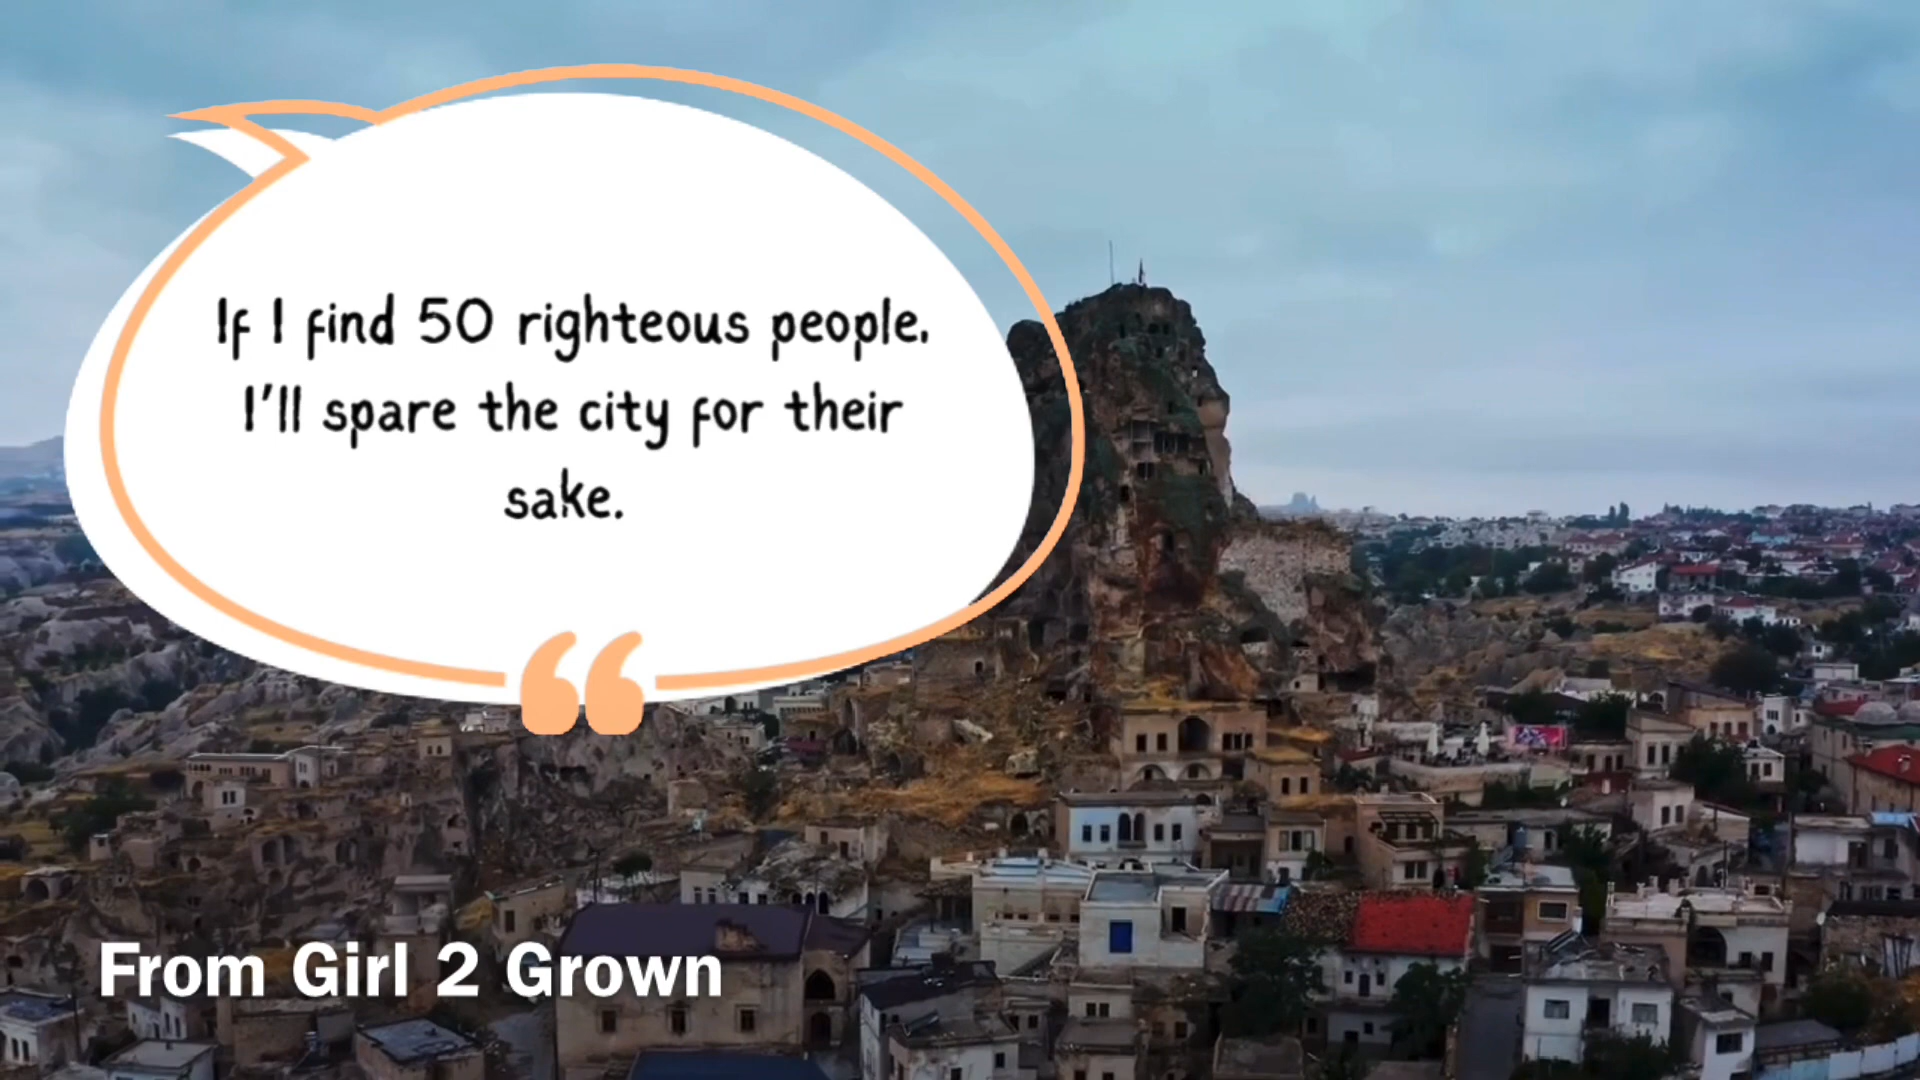 If I find 50 righteous people,
I'll spare the city for their
sake.
From Girl 2 Grown